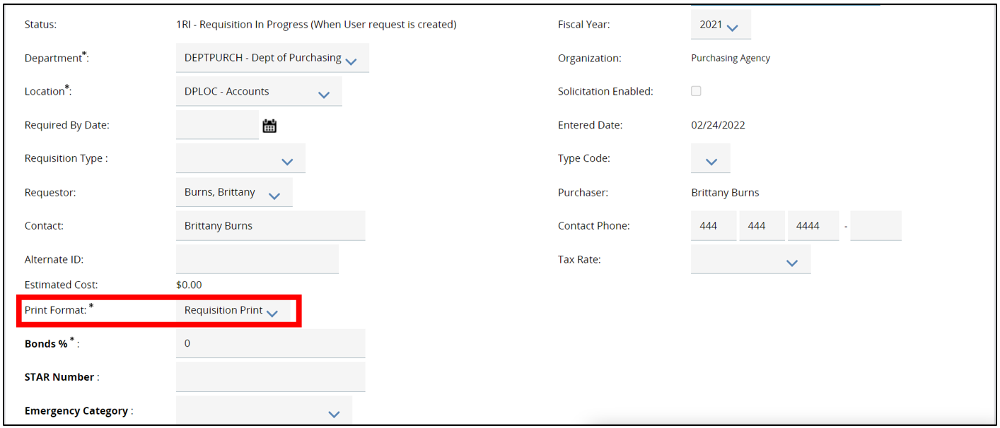 Status: 1RI - Requisition In Progress (When User request is created) Fiscal Year: 2021
Department*: DEPTPURCH - Dept of Purchasing Organization: Purchasing Agency
Location*: DPLOC - Accounts Solicitation Enabled:
Required By Date: Entered Date: 02/24/2022
Requisition Type : Type Code:
Requestor: Burns, Brittany Purchaser: Brittany Burns
Contact: Brittany Burns Contact Phone: 444 444 4444 -
Alternate ID: Tax Rate:
Estimated Cost: $0.00
Print Format: * Requisition Print
Bonds % * : 0
STAR Number :
Emergency Category :